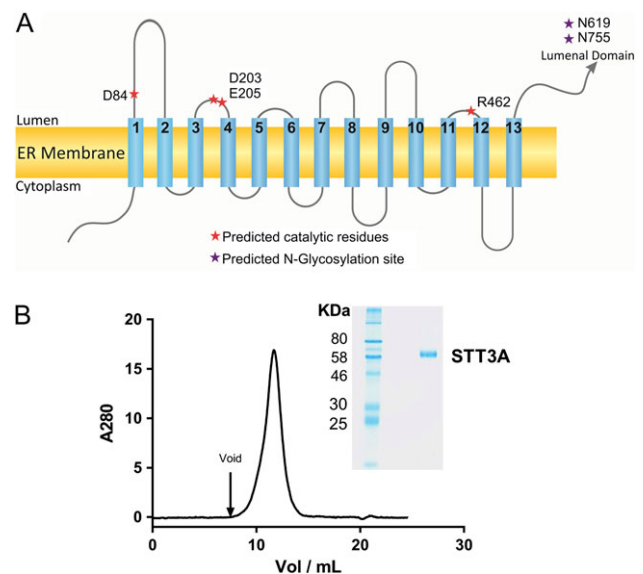 A
N619
N755
Lumenal Domain
D84
D203
E205
R462
Lumen
1 2 3 4 5 6 7 8 9 10 11 12 13
ER Membrane
Cytoplasm
Predicted catalytic residues
Predicted N-Glycosylation site
B
20
15
10
5
0
A280
Void
0 10 20 30
Vol / mL
KDa
80
58
46
30
25
STT3A